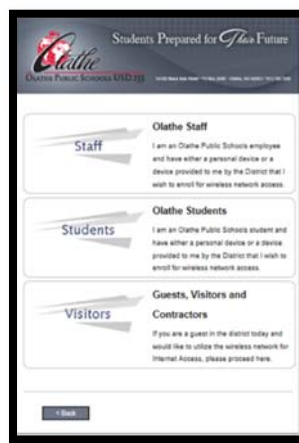 Students Prepared for Their Future
Olathe
OLATHE PUBLIC SCHOOLS USD 233
Staff
Olathe Staff
I am an Olathe Public Schools employee
and have either a personal device or a
device provided to me by the District that I
wish to enroll for wireless network access.
Students
Olathe Students
I am an Olathe Public Schools student and
have either a personal device or a device
provided to me by the District that I wish to
enroll for wireless network access.
Visitors
Guests, Visitors and
Contractors
If you are a guest in the district today and
would like to utilize the wireless network for
Internet Access, please proceed here.
< Back